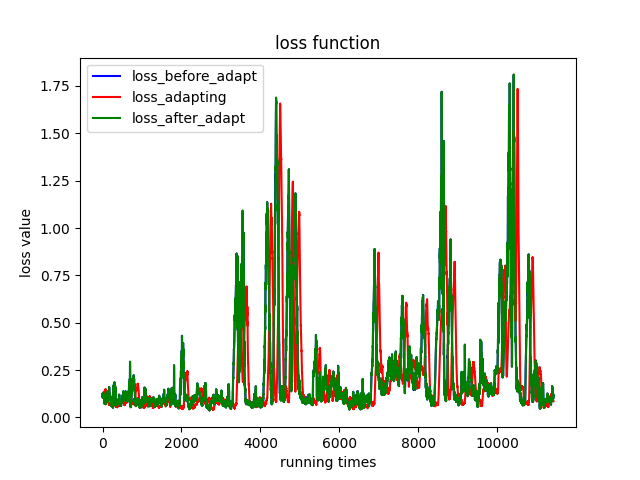 loss function
loss_before_adapt
loss_adapting
loss_after_adapt
1.75
1.50
1.25
1.00
0.75
0.50
0.25
0.00
loss value
0 2000 4000 6000 8000 10000
running times